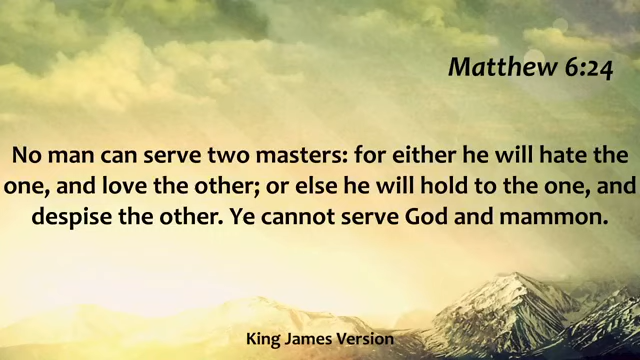 Matthew 6:24
No man can serve two masters: for either he will hate the
one, and love the other; or else he will hold to the one, and
despise the other. Ye cannot serve God and mammon.
King James Version